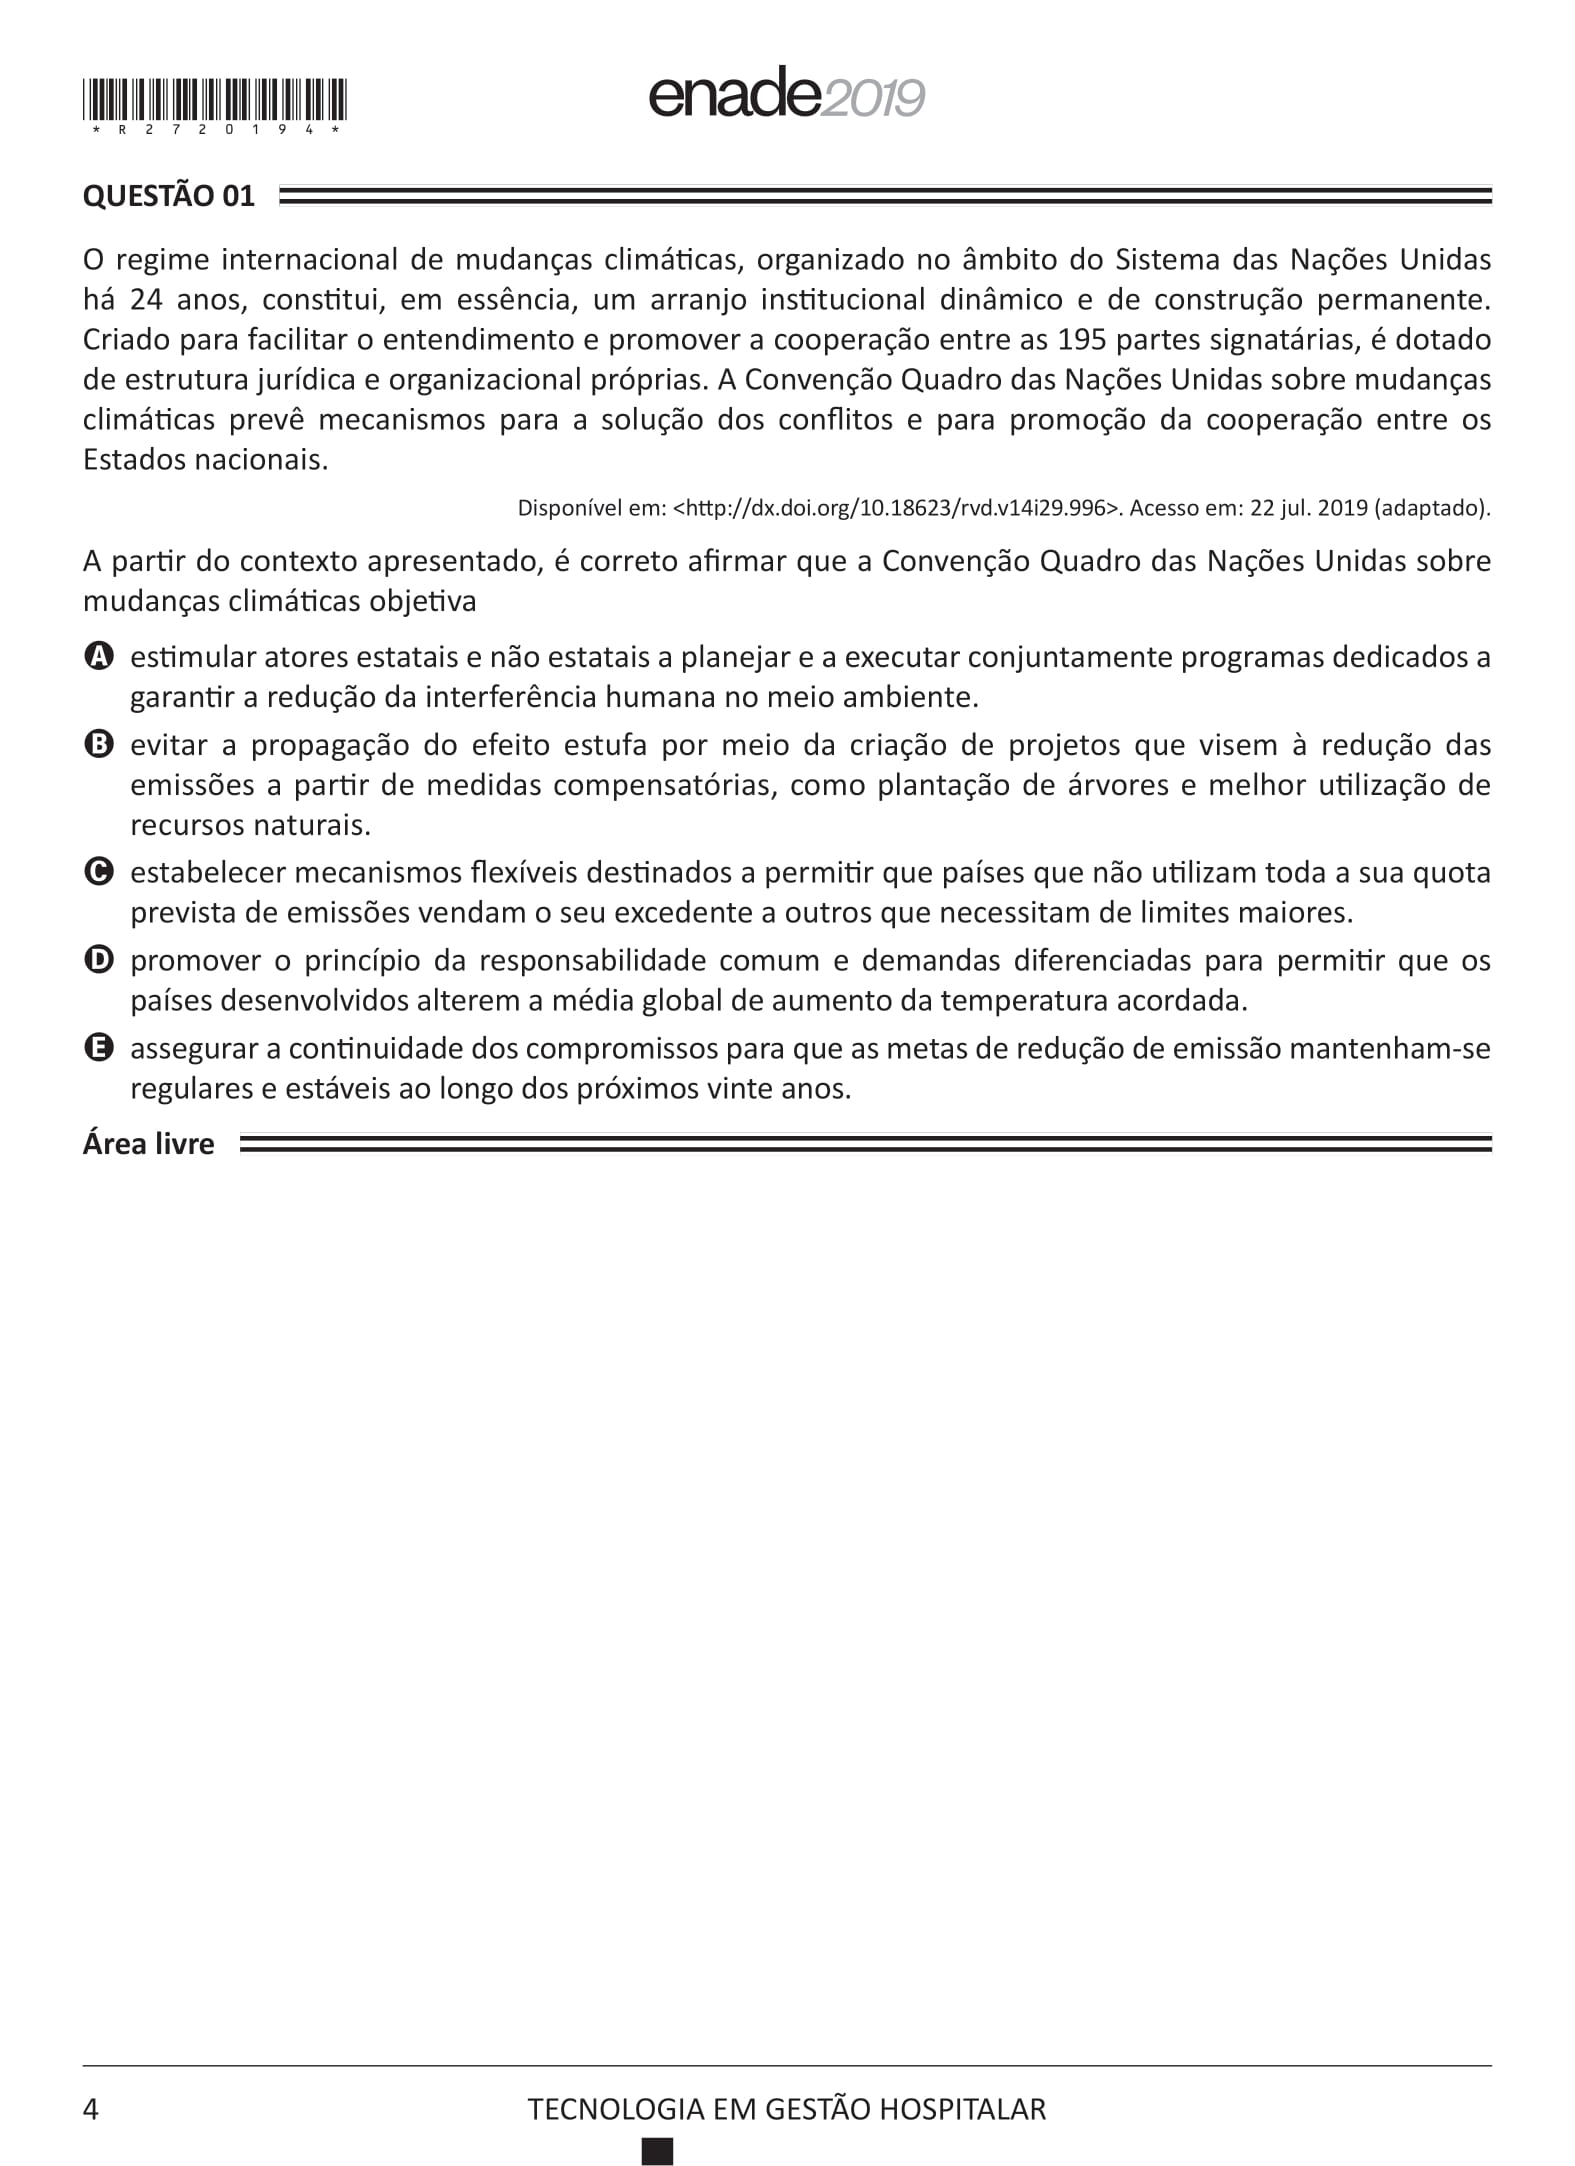 *R2720194*
enade2019
QUESTÃO 01
O regime internacional de mudanças climáticas, organizado no âmbito do Sistema das Nações Unidas
há 24 anos, constitui, em essência, um arranjo institucional dinâmico e de construção permanente.
Criado para facilitar o entendimento e promover a cooperação entre as 195 partes signatárias, é dotado
de estrutura jurídica e organizacional próprias. A Convenção Quadro das Nações Unidas sobre mudanças
climáticas prevê mecanismos para a solução dos conflitos e para promoção da cooperação entre os
Estados nacionais.
Disponível em: <http://dx.doi.org/10.18623/rvd.v14i29.996>. Acesso em: 22 jul. 2019 (adaptado).
A partir do contexto apresentado, é correto afirmar que a Convenção Quadro das Nações Unidas sobre
mudanças climáticas objetiva
A estimular atores estatais e não estatais a planejar e a executar conjuntamente programas dedicados a
garantir a redução da interferência humana no meio ambiente.
B evitar a propagação do efeito estufa por meio da criação de projetos que visem à redução das
emissões a partir de medidas compensatórias, como plantação de árvores e melhor utilização de
recursos naturais.
C estabelecer mecanismos flexíveis destinados a permitir que países que não utilizam toda a sua quota
prevista de emissões vendam o seu excedente a outros que necessitam de limites maiores.
D promover o princípio da responsabilidade comum e demandas diferenciadas para permitir que os
países desenvolvidos alterem a média global de aumento da temperatura acordada.
E assegurar a continuidade dos compromissos para que as metas de redução de emissão mantenham-se
regulares e estáveis ao longo dos próximos vinte anos.
Área livre
4
TECNOLOGIA EM GESTÃO HOSPITALAR